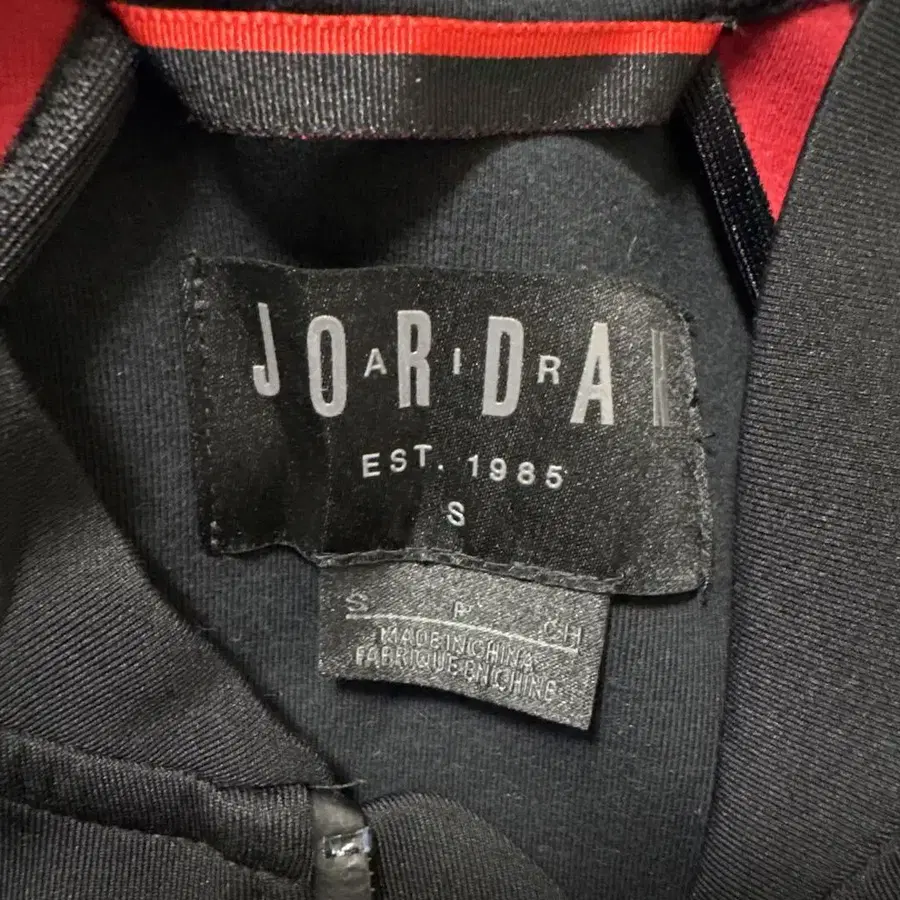 JORDAN
AIR
EST. 1985
S
S P CH
MADE IN CHINA
FABRIQUE EN CHINE